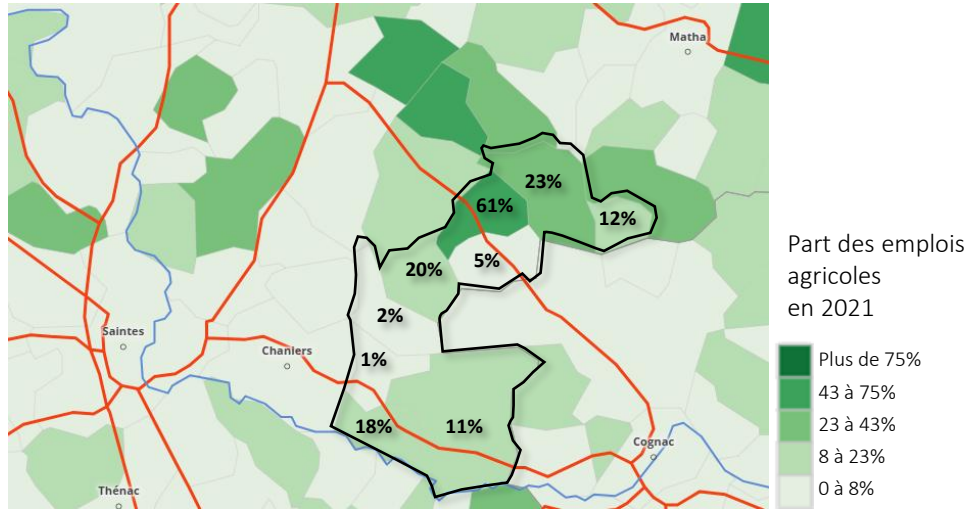 Matha
23%
61%
12%
20%
5%
2%
Saintes
Chaniers
1%
18%
11%
Cognac
Thénac
Part des emplois
agricoles
en 2021
Plus de 75%
43 à 75%
23 à 43%
8 à 23%
0 à 8%